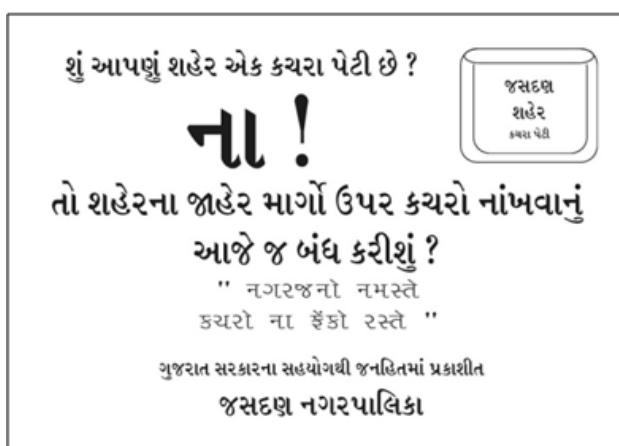 શું આપણું શહેર એક કચરા પેટી છે ?
જસદણ
શહેર
કચરા પેટી
ના !
તો શહેરના જાહેર માર્ગો ઉપર કચરો નાંખવાનું
આજે જ બંધ કરીશું ?
" નગરજનો નમસ્તે
કચરો ના ફેંકો રસ્તે "
ગુજરાત સરકારના સહયોગથી જનહિતમાં પ્રકાશીત
જસદણ નગરપાલિકા